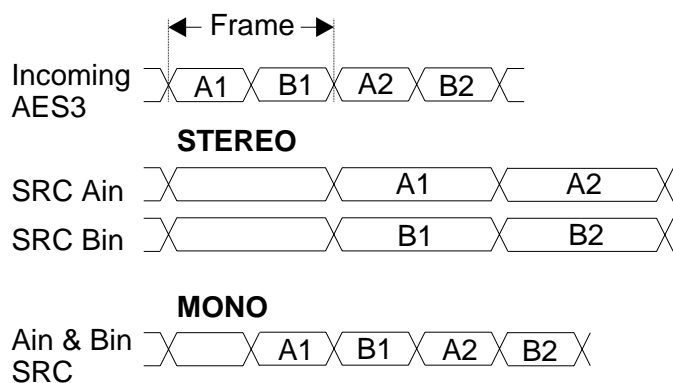 Frame
Incoming A1 B1 A2 B2
AES3
STEREO
SRC Ain A1 A2
SRC Bin B1 B2
MONO
Ain & Bin A1 B1 A2 B2
SRC